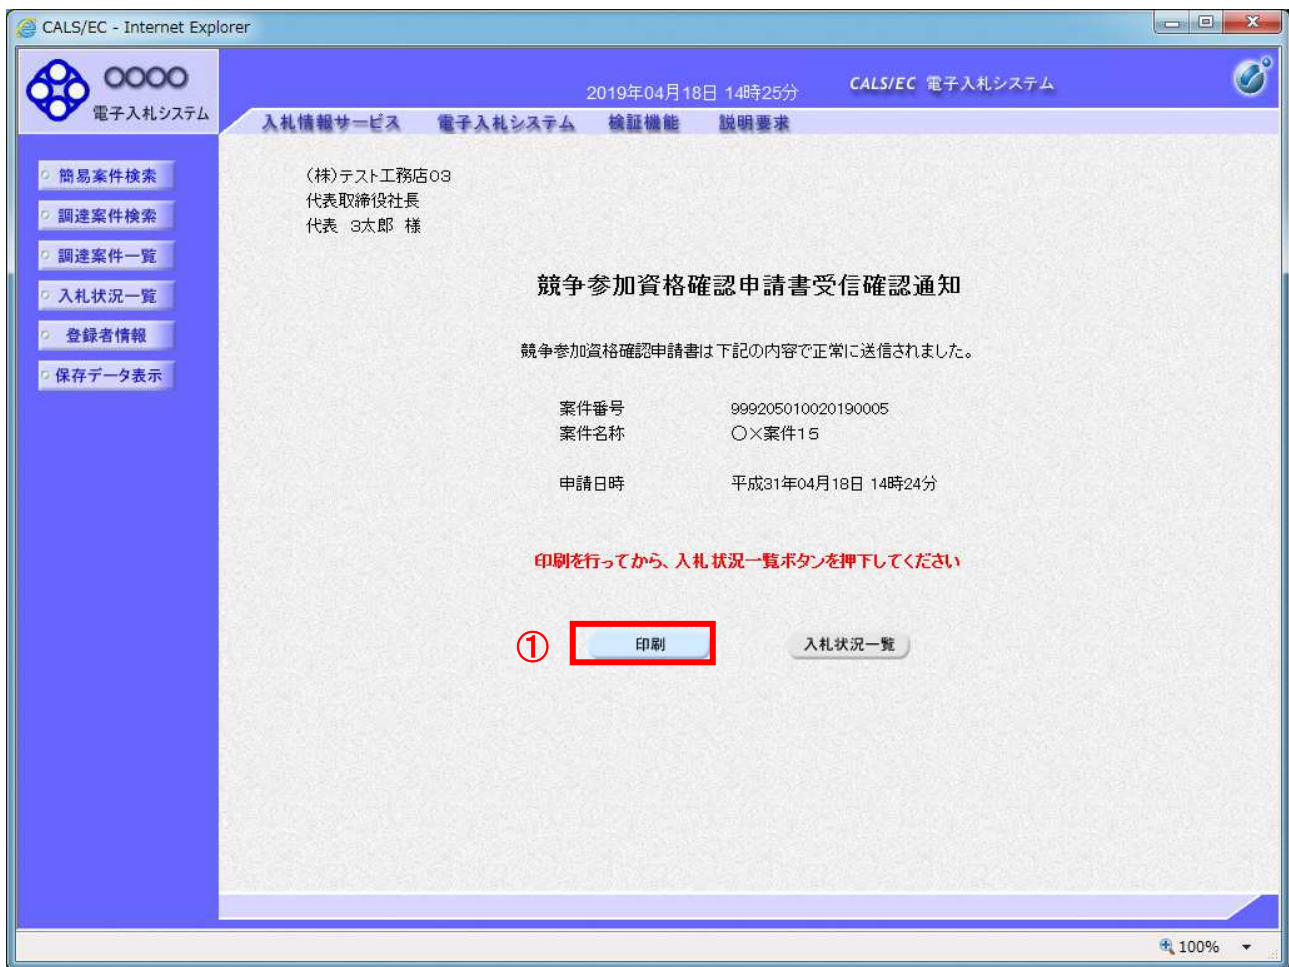 CALS/EC - Internet Explorer
○○○○
電子入札システム
2019年04月18日 14時25分
CALS/EC 電子入札システム
入札情報サービス 電子入札システム 検証機能 説明要求
簡易案件検索
調達案件検索
調達案件一覧
入札状況一覧
登録者情報
保存データ表示
(株)テスト工務店03
代表取締役社長
代表 3太郎 様
競争参加資格確認申請書受信確認通知
競争参加資格確認申請書は下記の内容で正常に送信されました。
案件番号 999205010020190005
案件名称 ○×案件15
申請日時 平成31年04月18日 14時24分
印刷を行ってから、入札状況一覧ボタンを押下してください
① 印刷 入札状況一覧
100%